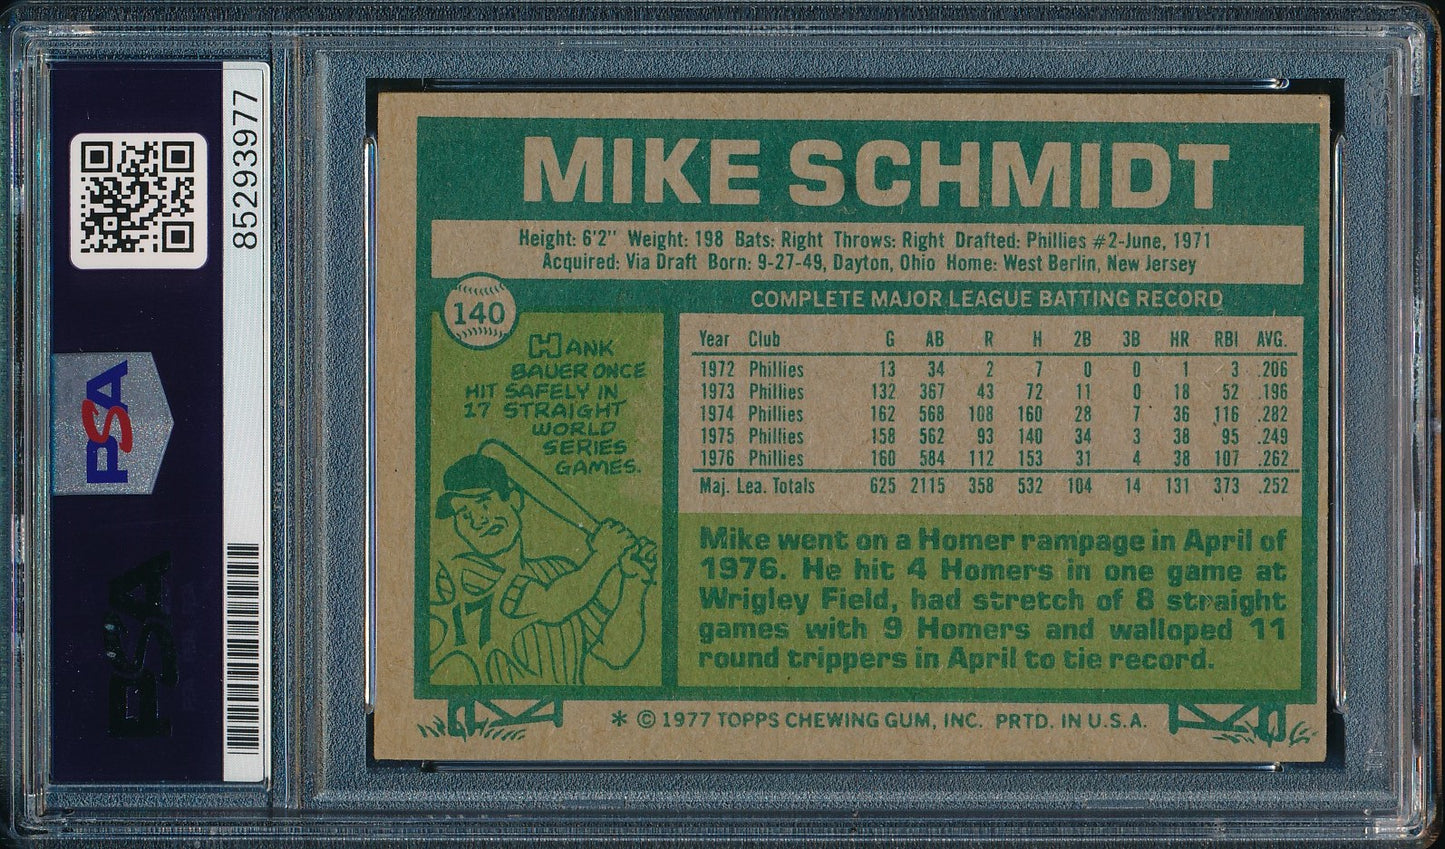 85293977
PSA
PSA
MIKE SCHMIDT
Height: 6'2" Weight: 198 Bats: Right Throws: Right Drafted: Phillies #2-June, 1971
Acquired: Via Draft Born: 9-27-49, Dayton, Ohio Home: West Berlin, New Jersey
140
HANK
BAUER ONCE
HIT SAFELY IN
17 STRAIGHT
WORLD
SERIES
GAMES.
17
COMPLETE MAJOR LEAGUE BATTING RECORD
Year Club G AB R H 2B 3B HR RBI AVG.
1972 Phillies 13 34 2 7 0 0 1 3 .206
1973 Phillies 132 367 43 72 11 0 18 52 .196
1974 Phillies 162 568 108 160 28 7 36 116 .282
1975 Phillies 158 562 93 140 34 3 38 95 .249
1976 Phillies 160 584 112 153 31 4 38 107 .262
Maj. Lea. Totals 625 2115 358 532 104 14 131 373 .252
Mike went on a Homer rampage in April of
1976. He hit 4 Homers in one game at
Wrigley Field, had stretch of 8 straight
games with 9 Homers and walloped 11
round trippers in April to tie record.
* © 1977 TOPPS CHEWING GUM, INC. PRTD. IN U.S.A.